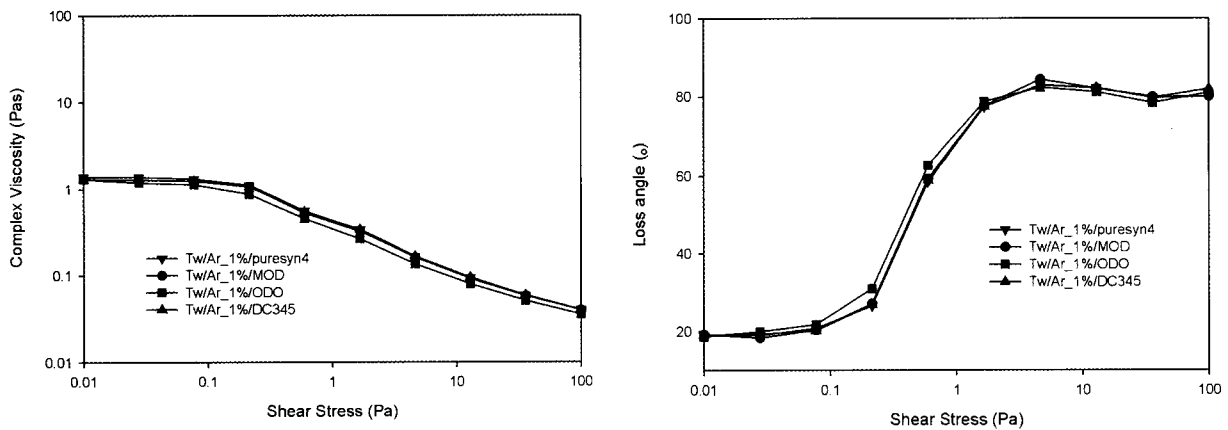 100
10
1
0.1
0.01
Complex Viscosity (Pas)
Tw/Ar_1%/puresyn4
Tw/Ar_1%/MOD
Tw/Ar_1%/ODO
Tw/Ar_1%/DC345
0.01 0.1 1 10 100
Shear Stress (Pa)
100
80
60
40
20
Loss angle (o)
Tw/Ar_1%/puresyn4
Tw/Ar_1%/MOD
Tw/Ar_1%/ODO
Tw/Ar_1%/DC345
0.01 0.1 1 10 100
Shear Stress (Pa)